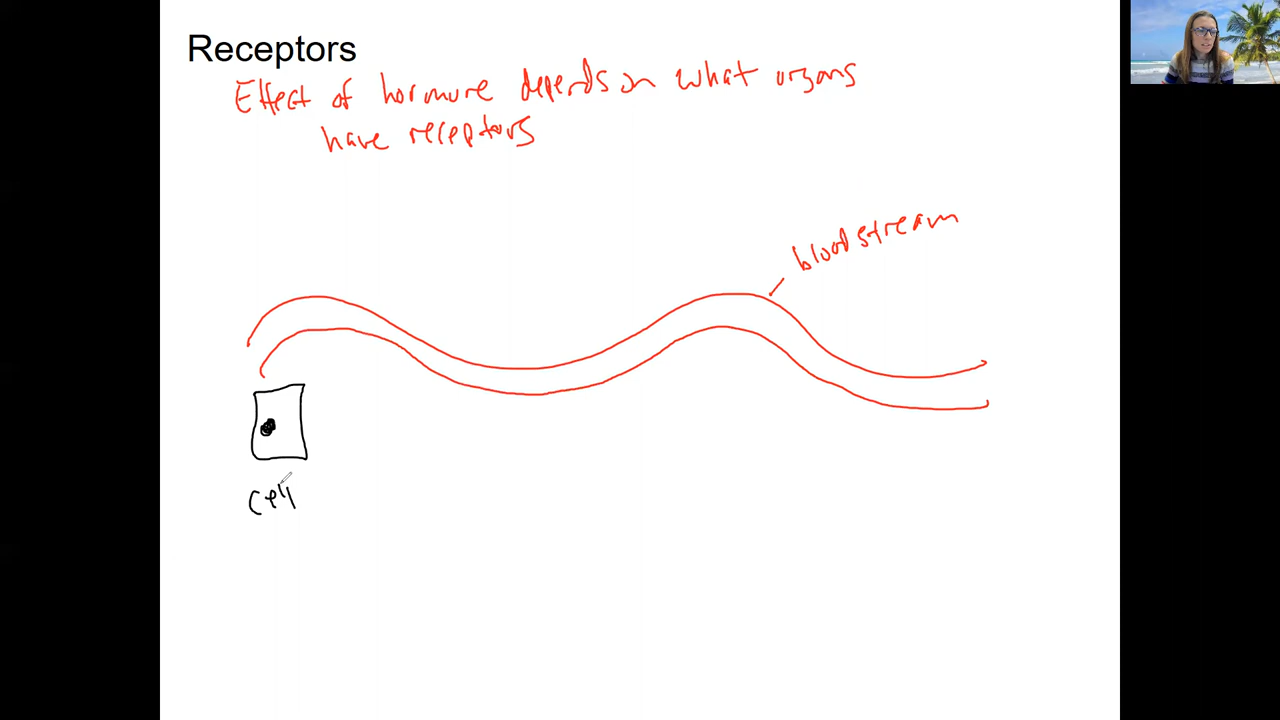 Receptors
Effect of hormone depends on what organs
have receptors
bloodstream
cell